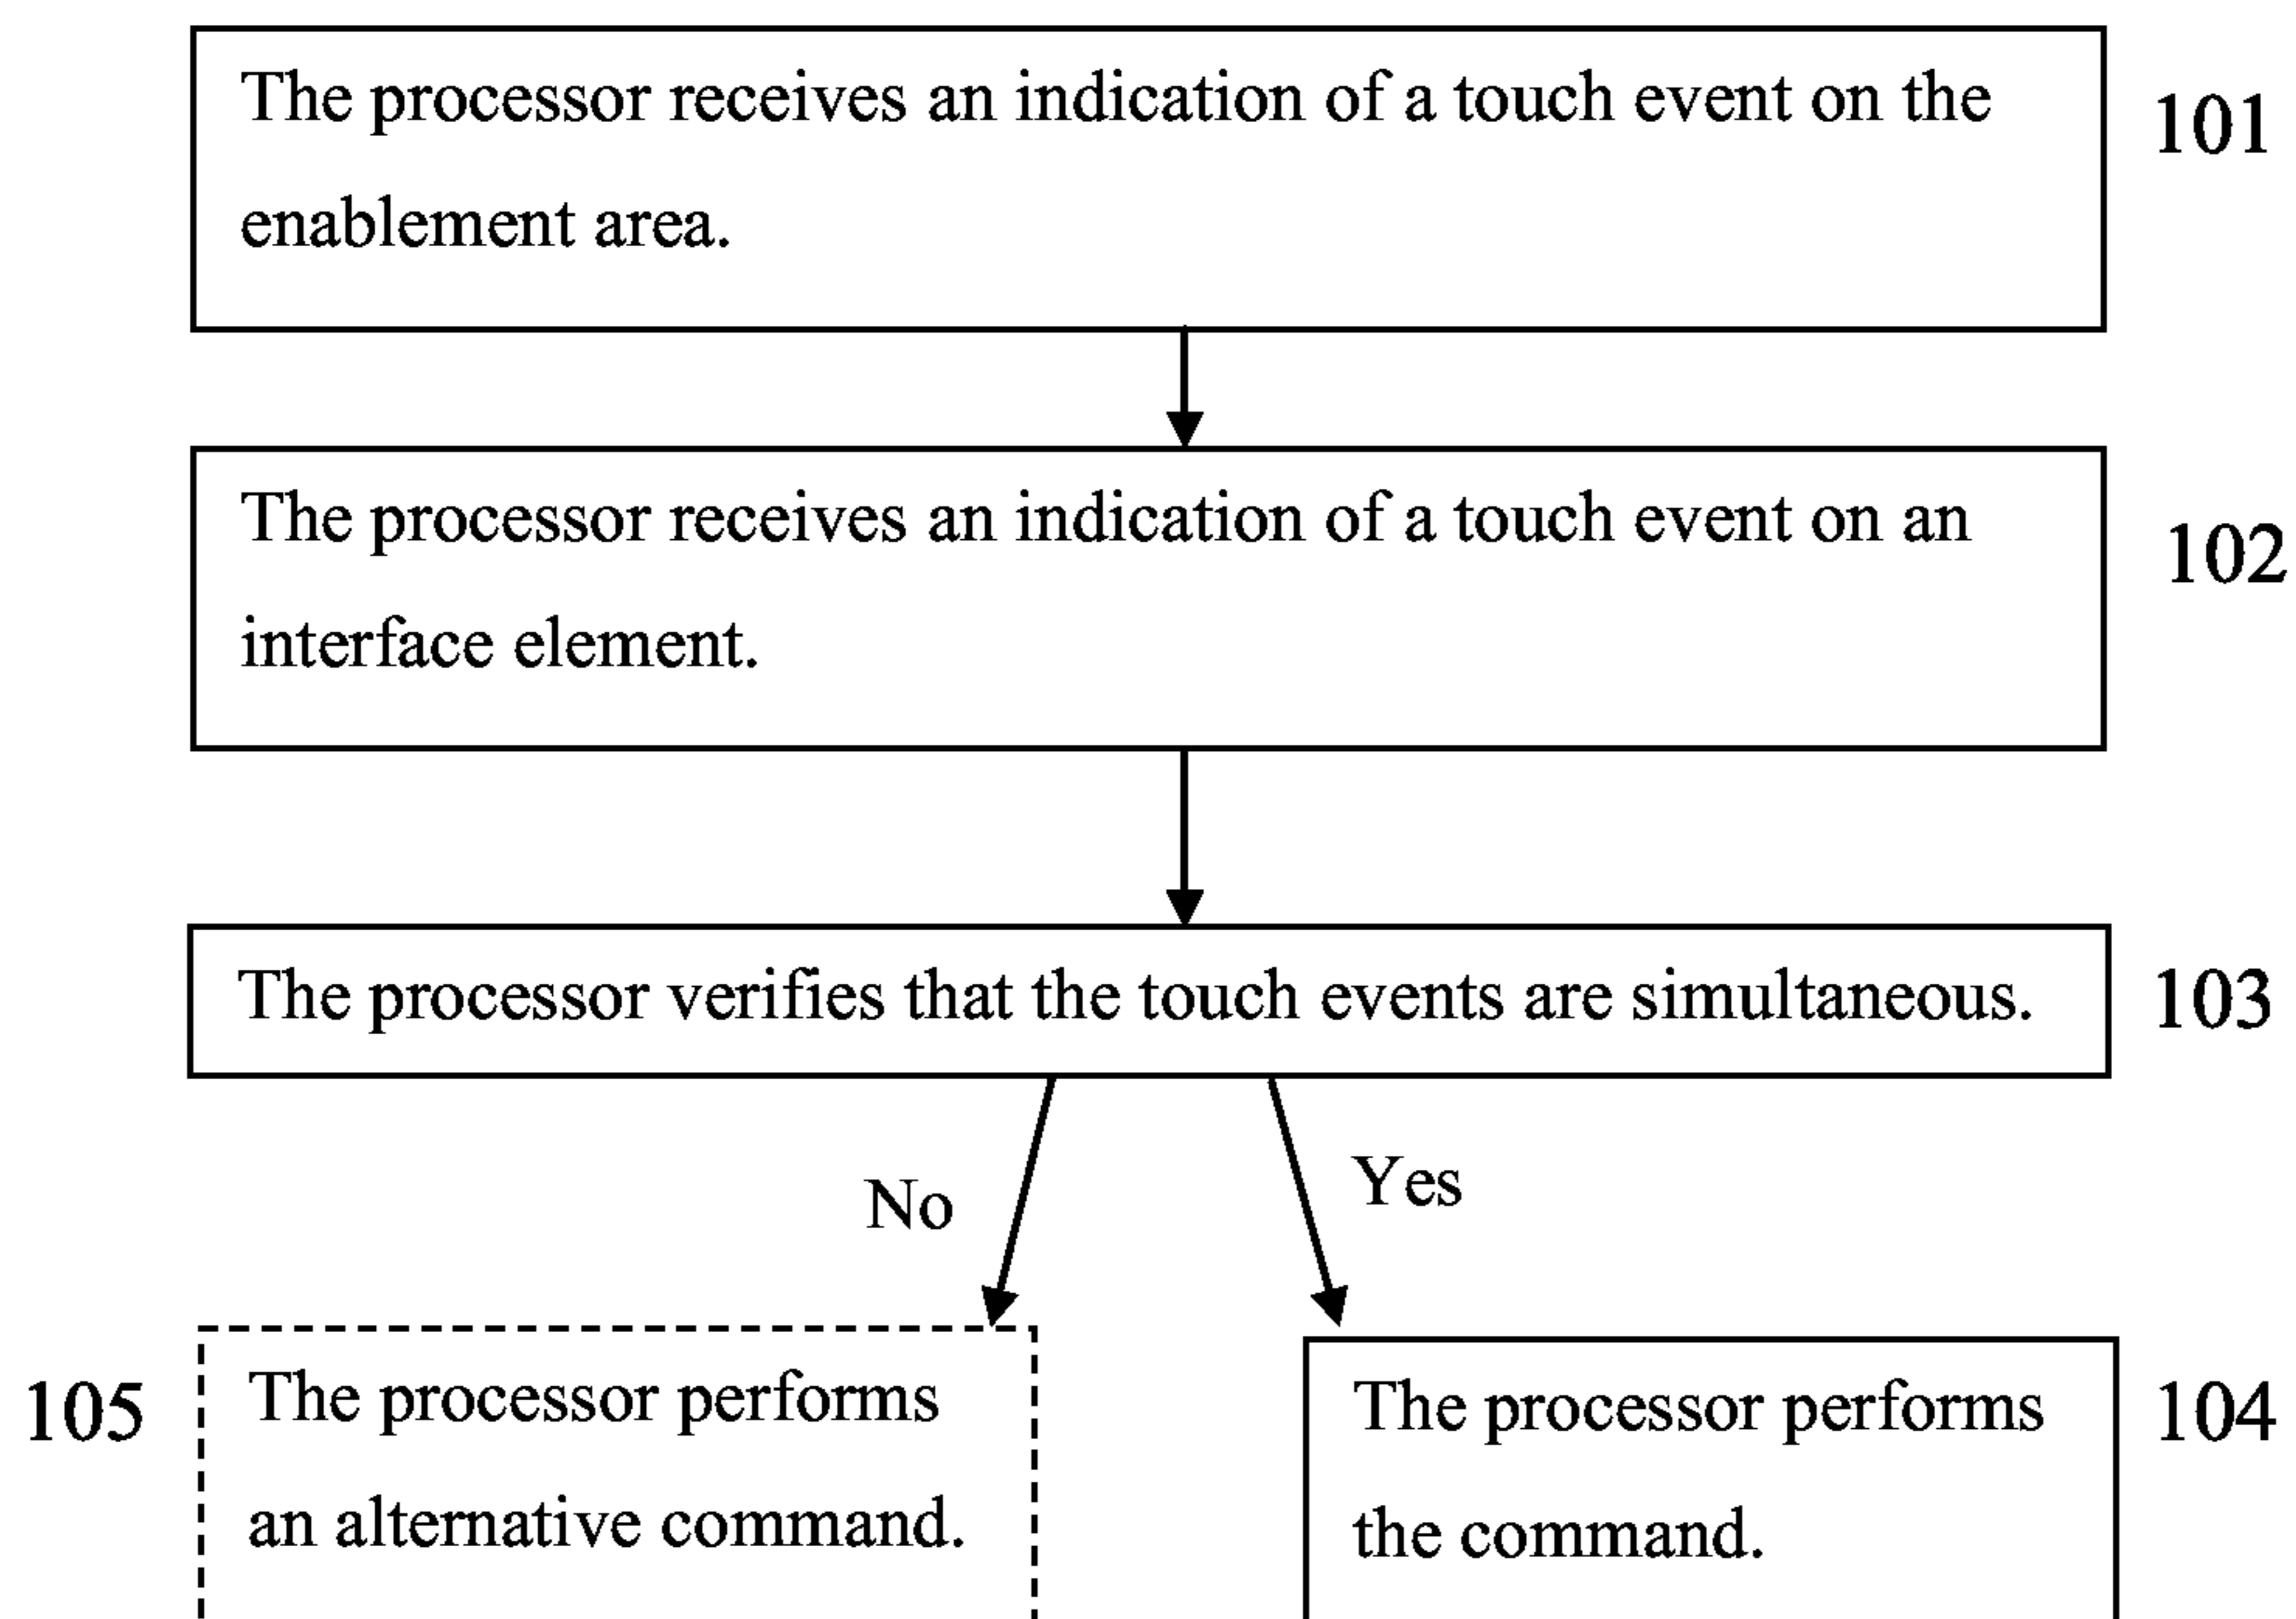 The processor receives an indication of a touch event on the
enablement area.
101
The processor receives an indication of a touch event on an
interface element.
102
The processor verifies that the touch events are simultaneous.
103
No
Yes
105
The processor performs
an alternative command.
The processor performs
the command.
104